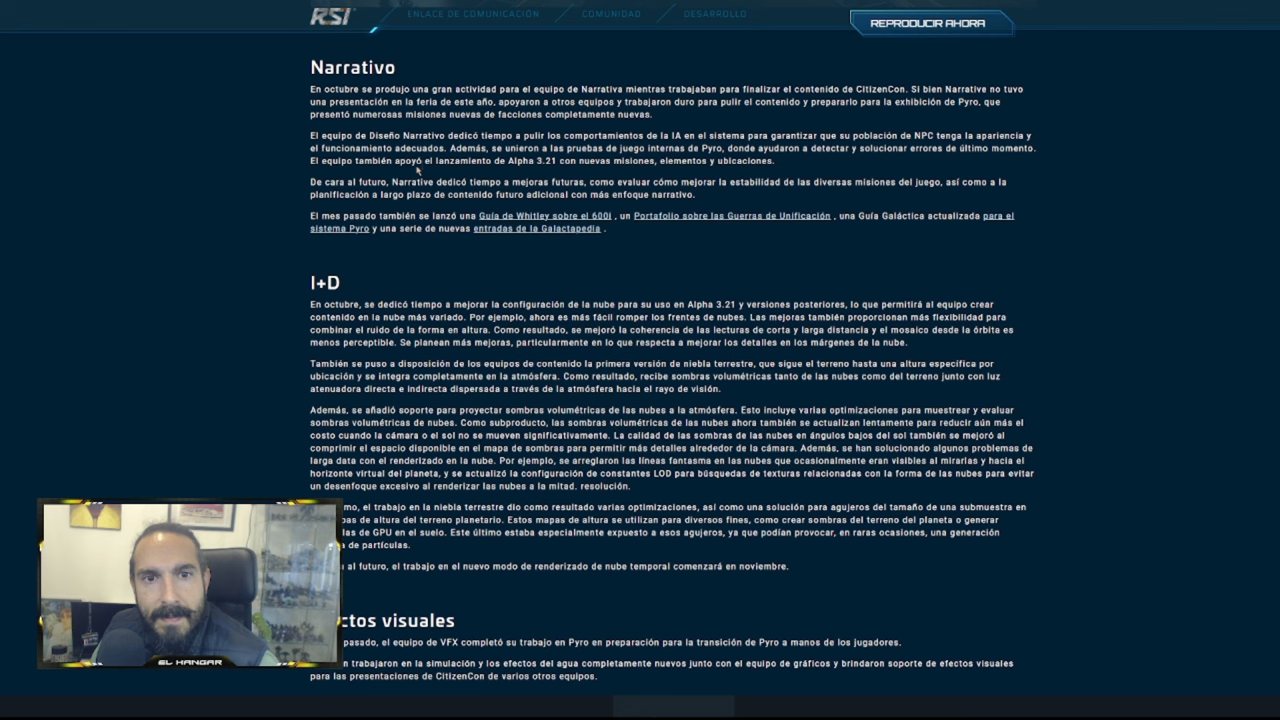 RSI
ENLACE DE COMUNICACIÓN
COMUNIDAD
DESARROLLO
REPRODUCIR AHORA
Narrativo
En octubre se produjo una gran actividad para el equipo de Narrativa mientras trabajaban para finalizar el contenido de CitizenCon. Si bien Narrative no tuvo
una presentación en la feria de este año, apoyaron a otros equipos y trabajaron duro para pulir el contenido y prepararlo para la exhibición de Pyro, que
presentó numerosas misiones nuevas de facciones completamente nuevas.
El equipo de Diseño Narrativo dedicó tiempo a pulir los comportamientos de la IA en el sistema para garantizar que su población de NPC tenga la apariencia y
el funcionamiento adecuados. Además, se unieron a las pruebas de juego internas de Pyro, donde ayudaron a detectar y solucionar errores de último momento.
El equipo también apoyó el lanzamiento de Alpha 3.21 con nuevas misiones, elementos y ubicaciones.
De cara al futuro, Narrative dedicó tiempo a mejoras futuras, como evaluar cómo mejorar la estabilidad de las diversas misiones del juego, así como a la
planificación a largo plazo de contenido futuro adicional con más enfoque narrativo.
El mes pasado también se lanzó una Guía de Whitley sobre el 600I , un Portafolio sobre las Guerras de Unificación , una Guía Galáctica actualizada para el
sistema Pyro y una serie de nuevas entradas de la Galactapedia .
I+D
En octubre, se dedicó tiempo a mejorar la configuración de la nube para su uso en Alpha 3.21 y versiones posteriores, lo que permitirá al equipo crear
contenido en la nube más variado. Por ejemplo, ahora es más fácil romper los frentes de nubes. Las mejoras también proporcionan más flexibilidad para
combinar el ruido de la forma en altura. Como resultado, se mejoró la coherencia de las lecturas de corta y larga distancia y el mosaico desde la órbita es
menos perceptible. Se planean más mejoras, particularmente en lo que respecta a mejorar los detalles en los márgenes de la nube.
También se puso a disposición de los equipos de contenido la primera versión de niebla terrestre, que sigue el terreno hasta una altura específica por
ubicación y se integra completamente en la atmósfera. Como resultado, recibe sombras volumétricas tanto de las nubes como del terreno junto con luz
atenuadora directa e indirecta dispersada a través de la atmósfera hacia el rayo de visión.
Además, se añadió soporte para proyectar sombras volumétricas de las nubes a la atmósfera. Esto incluye varias optimizaciones para muestrear y evaluar
sombras volumétricas de nubes. Como subproducto, las sombras volumétricas de las nubes ahora también se actualizan lentamente para reducir aún más el
costo cuando la cámara o el sol no se mueven significativamente. La calidad de las sombras de las nubes en ángulos bajos del sol también se mejoró al
comprimir el espacio disponible en el mapa de sombras para permitir más detalles alrededor de la cámara. Además, se han solucionado algunos problemas de
larga data con el renderizado en la nube. Por ejemplo, se arreglaron las líneas fantasma en las nubes que ocasionalmente eran visibles al mirarlas y hacia el
horizonte virtual del planeta, y se actualizó la configuración de constantes LOD para búsquedas de texturas relacionadas con la forma de las nubes para evitar
un desenfoque excesivo al renderizar las nubes a la mitad. resolución.
mo, el trabajo en la niebla terrestre dio como resultado varias optimizaciones, así como una solución para agujeros del tamaño de una submuestra en
pas de altura del terreno planetario. Estos mapas de altura se utilizan para diversos fines, como crear sombras del terreno del planeta o generar
las de GPU en el suelo. Este último estaba especialmente expuesto a esos agujeros, ya que podían provocar, en raras ocasiones, una generación
de partículas.
al futuro, el trabajo en el nuevo modo de renderizado de nube temporal comenzará en noviembre.
ctos visuales
pasado, el equipo de VFX completó su trabajo en Pyro en preparación para la transición de Pyro a manos de los jugadores.
n trabajaron en la simulación y los efectos del agua completamente nuevos junto con el equipo de gráficos y brindaron soporte de efectos visuales
para las presentaciones de CitizenCon de varios otros equipos.
EL HANGAR